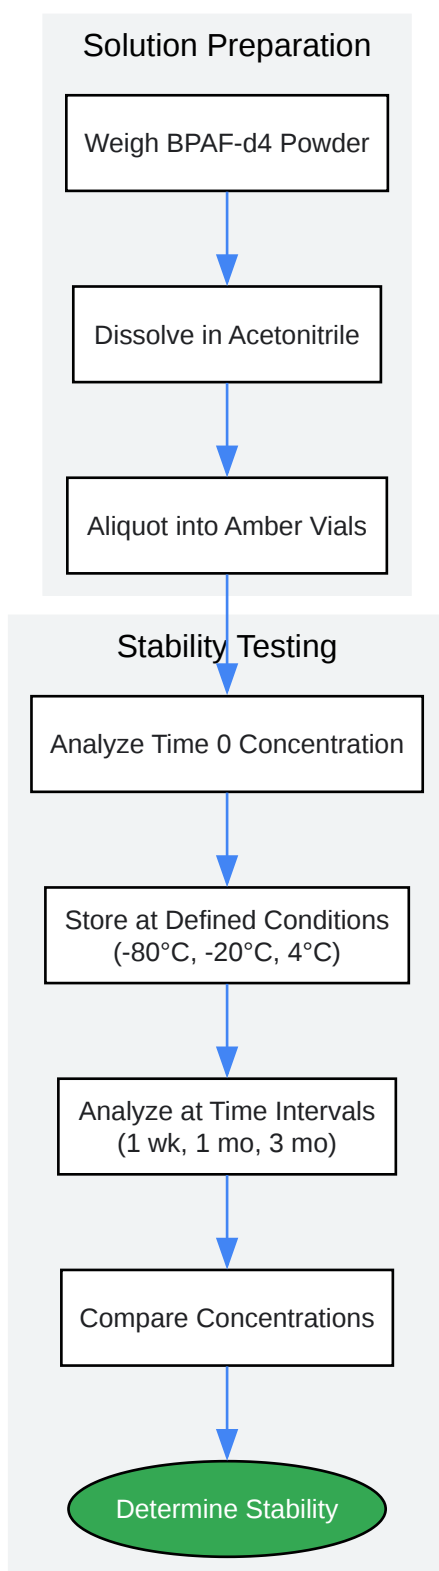 Solution Preparation
Weigh BPAF-d4 Powder
Dissolve in Acetonitrile
Aliquot into Amber Vials
Stability Testing
Analyze Time 0 Concentration
Store at Defined Conditions
(-80°C, -20°C, 4°C)
Analyze at Time Intervals
(1 wk, 1 mo, 3 mo)
Compare Concentrations
Determine Stability